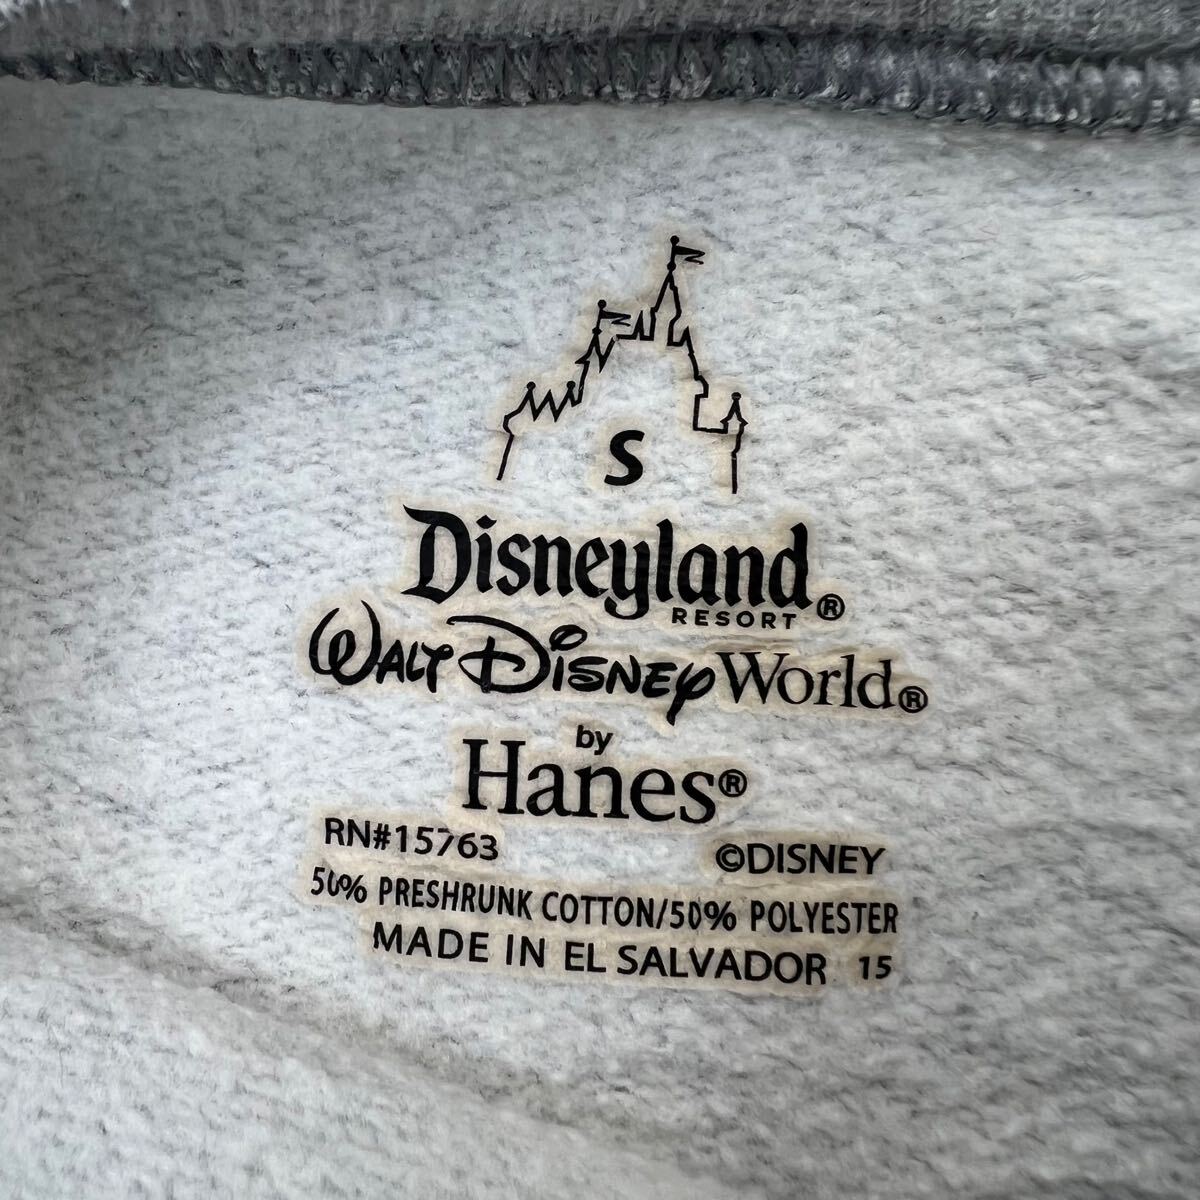 S
Disneyland®
RESORT
WALT DISNEY World®
by
Hanes®
RN#15763 ©DISNEY
50% PRESHRUNK COTTON/50% POLYESTER
MADE IN EL SALVADOR 15